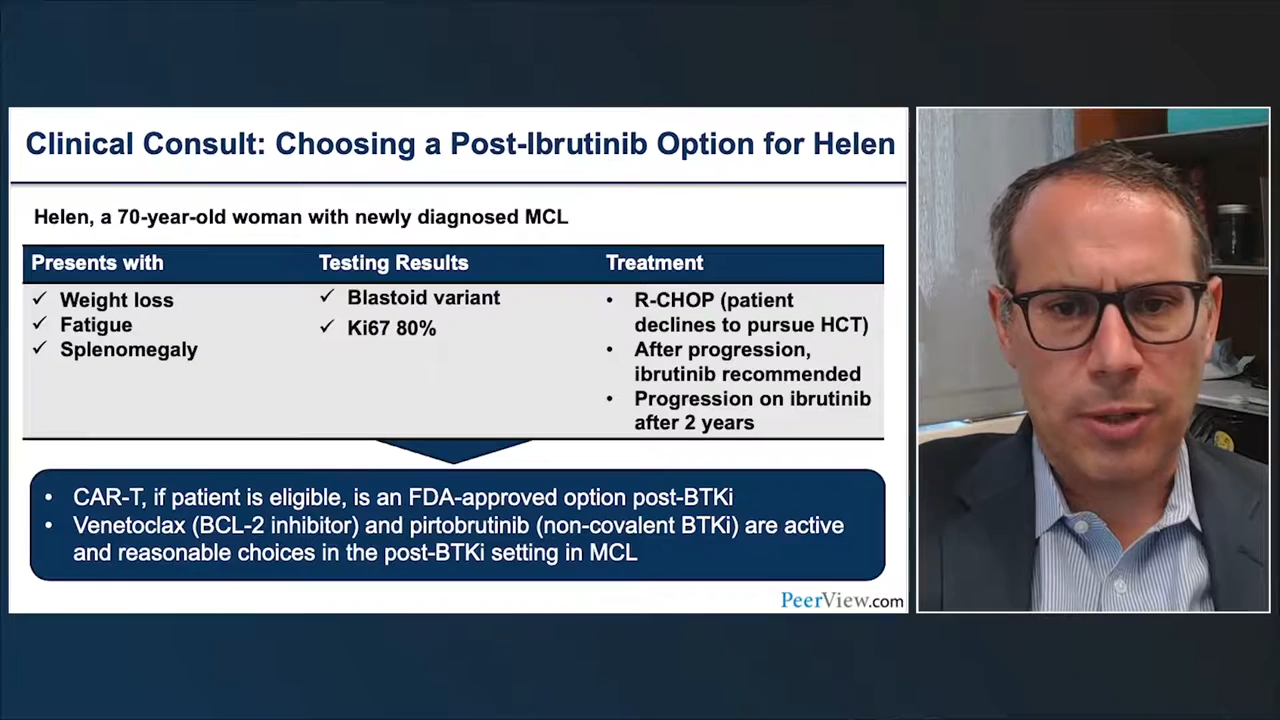 Clinical Consult: Choosing a Post-Ibrutinib Option for Helen
Helen, a 70-year-old woman with newly diagnosed MCL
Presents with
✓ Weight loss
✓ Fatigue
✓ Splenomegaly
Testing Results
✓ Blastoid variant
✓ Ki67 80%
Treatment
• R-CHOP (patient
declines to pursue HCT)
• After progression,
ibrutinib recommended
• Progression on ibrutinib
after 2 years
• CAR-T, if patient is eligible, is an FDA-approved option post-BTKi
• Venetoclax (BCL-2 inhibitor) and pirtobrutinib (non-covalent BTKi) are active
and reasonable choices in the post-BTKi setting in MCL
PeerView.com